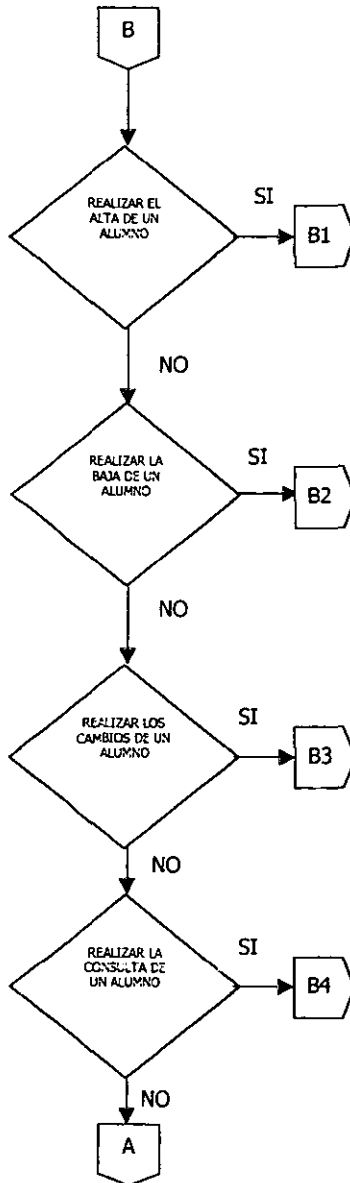 B
REALIZAR EL
ALTA DE UN
ALUMNO
SI
B1
NO
REALIZAR LA
BAJA DE UN
ALUMNO
SI
B2
NO
REALIZAR LOS
CAMBIOS DE UN
ALUMNO
SI
B3
NO
REALIZAR LA
CONSULTA DE
UN ALUMNO
SI
B4
NO
A